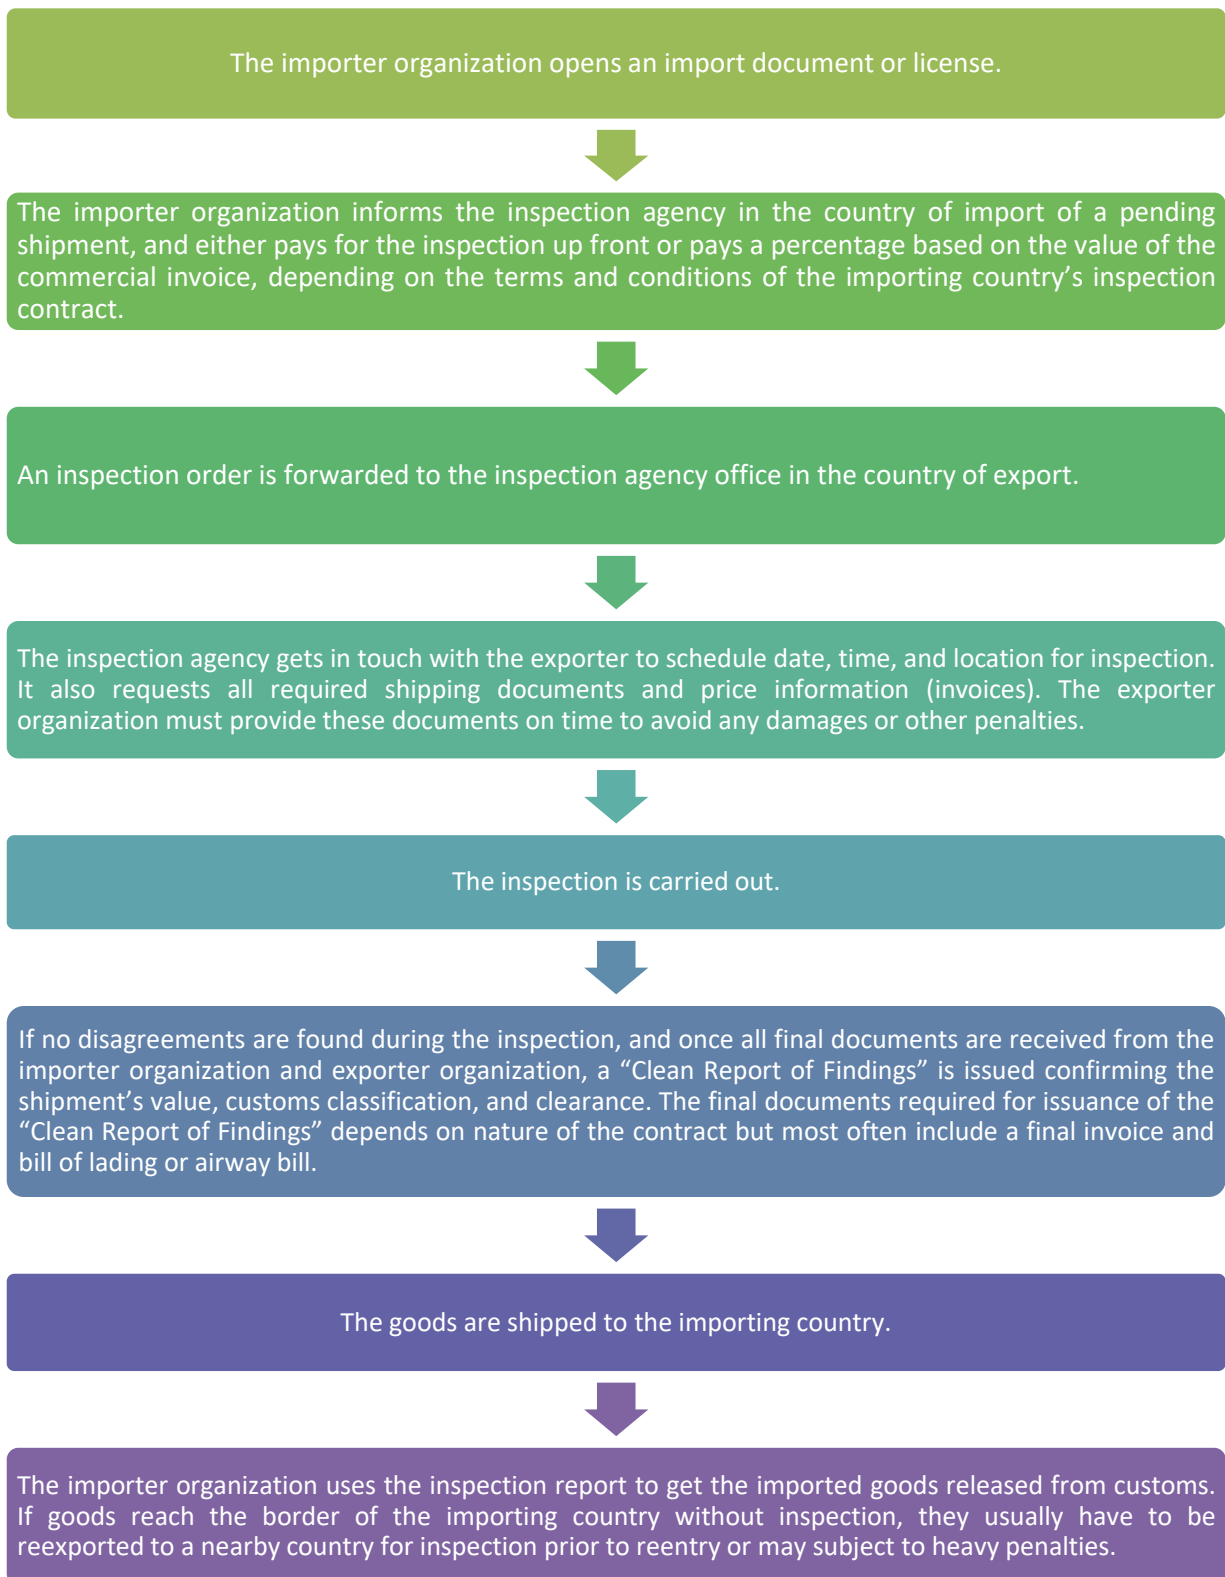 The importer organization opens an import document or license.
The importer organization informs the inspection agency in the country of import of a pending
shipment, and either pays for the inspection up front or pays a percentage based on the value of the
commercial invoice, depending on the terms and conditions of the importing country’s inspection
contract.
An inspection order is forwarded to the inspection agency office in the country of export.
The inspection agency gets in touch with the exporter to schedule date, time, and location for inspection.
It also requests all required shipping documents and price information (invoices). The exporter
organization must provide these documents on time to avoid any damages or other penalties.
The inspection is carried out.
If no disagreements are found during the inspection, and once all final documents are received from the
importer organization and exporter organization, a “Clean Report of Findings” is issued confirming the
shipment’s value, customs classification, and clearance. The final documents required for issuance of the
“Clean Report of Findings” depends on nature of the contract but most often include a final invoice and
bill of lading or airway bill.
The goods are shipped to the importing country.
The importer organization uses the inspection report to get the imported goods released from customs.
If goods reach the border of the importing country without inspection, they usually have to be
reexported to a nearby country for inspection prior to reentry or may subject to heavy penalties.